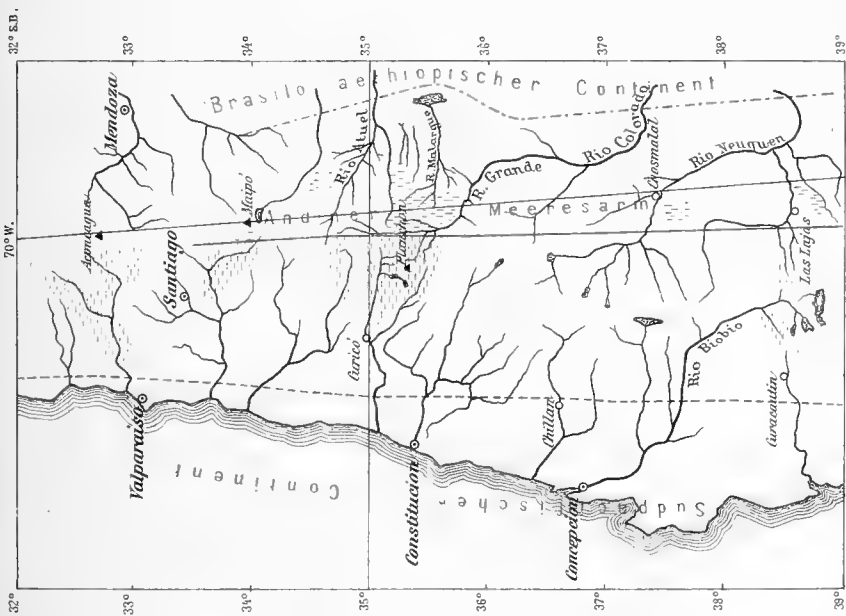 32° S.B.
33°
34°
35°
36°
37°
38°
39°
Brasilo aethiopischer Continent
Mendoza
Aconcagua
Maipo
Rio Atuel
R. Malargue
R. Grande
Rio Colorado
Chosmalal
Rio Neuquen
70° W.
Andiner Meeresarm
Planchon
Las Lajas
Santiago
Curico
Rio Biobio
Chillan
Curacautin
Valparaiso
Constitucion
Concepcion
Sudpacifischer Continent
32°
33°
34°
35°
36°
37°
38°
39°